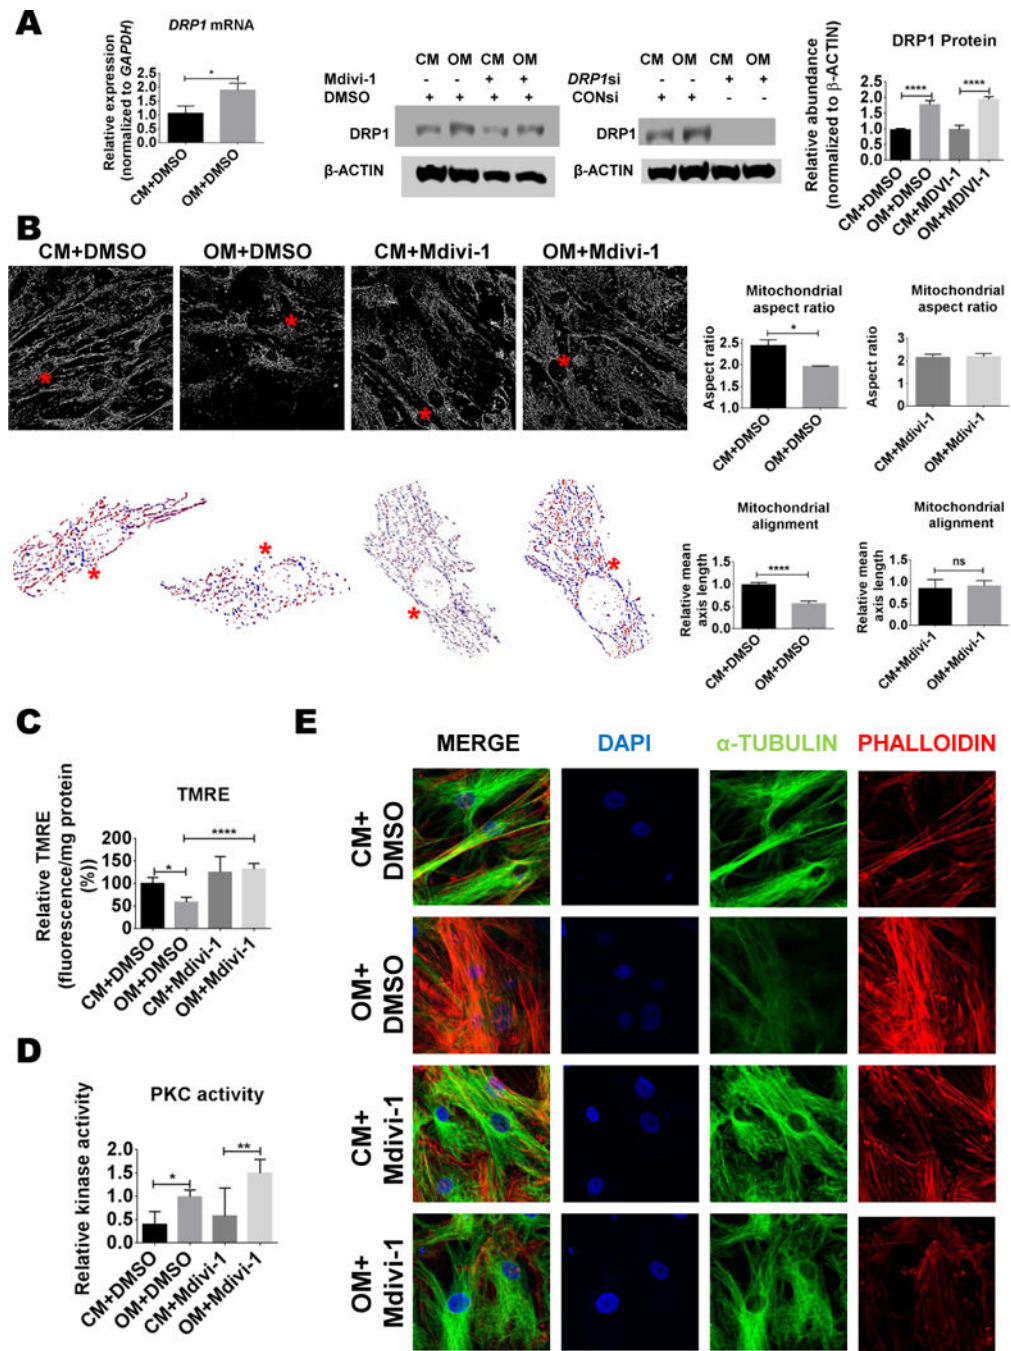 A
DRP1 mRNA
Relative expression
(normalized to GAPDH)
2.5
2.0
1.5
1.0
0.5
0.0
*
CM+DMSO
OM+DMSO
CM OM CM OM
Mdivi-1 - - + +
DMSO + + + +
DRP1
β-ACTIN
CM OM CM OM
DRP1si - - + +
CONsi + + - -
DRP1
β-ACTIN
DRP1 Protein
Relative abundance
(normalized to β-ACTIN)
2.5
2.0
1.5
1.0
0.5
0.0
**** ****
CM+DMSO
OM+DMSO
CM+MDVI-1
OM+MDIVI-1
B
CM+DMSO OM+DMSO CM+Mdivi-1 OM+Mdivi-1
* * * *
* * * *
Mitochondrial
aspect ratio
Aspect ratio
2.5
2.0
1.5
1.0
*
CM+DMSO
OM+DMSO
Mitochondrial
aspect ratio
Aspect ratio
3
2
1
0
CM+Mdivi-1
OM+Mdivi-1
Mitochondrial
alignment
Relative mean
axis length
1.5
1.0
0.5
0.0
****
CM+DMSO
OM+DMSO
Mitochondrial
alignment
Relative mean
axis length
1.5
1.0
0.5
0.0
ns
CM+Mdivi-1
OM+Mdivi-1
C
TMRE
Relative TMRE
(fluorescence/mg protein
(%))
200
150
100
50
0
* ****
CM+DMSO
OM+DMSO
CM+Mdivi-1
OM+Mdivi-1
D
PKC activity
Relative kinase activity
2.0
1.5
1.0
0.5
0.0
* **
CM+DMSO
OM+DMSO
CM+Mdivi-1
OM+Mdivi-1
E
MERGE DAPI α-TUBULIN PHALLOIDIN
CM+
DMSO
OM+
DMSO
CM+
Mdivi-1
OM+
Mdivi-1